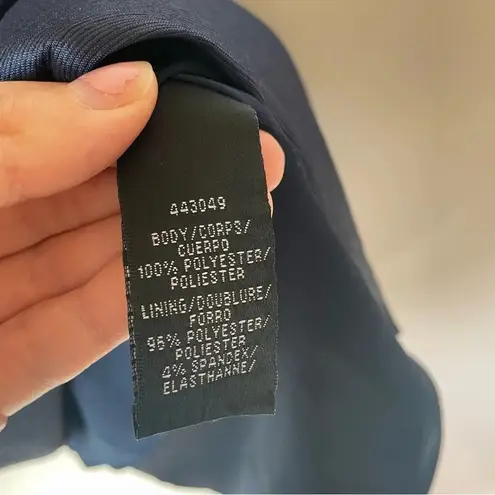 443049
BODY/CORPS/
CUERPO
100% POLYESTER/
POLIESTER
LINING/DOUBLURE/
FORRO
96% POLYESTER/
POLIESTER
4% SPANDEX/
ELASTHANNE/